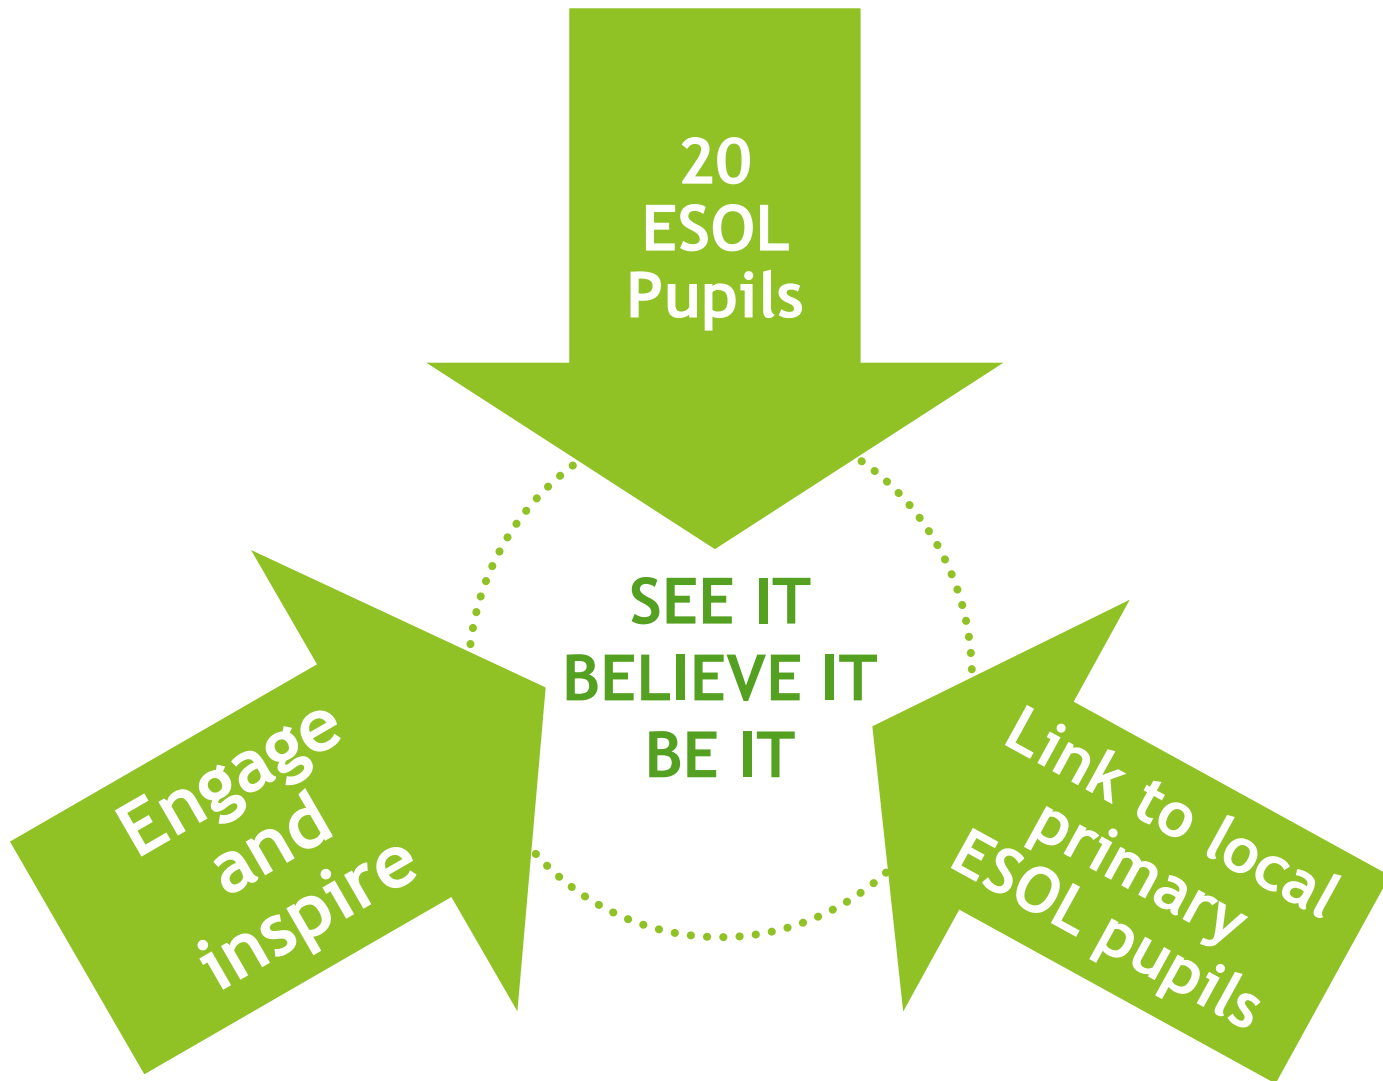 20
ESOL
Pupils
SEE IT
BELIEVE IT
BE IT
Engage
and
inspire
Link to local
primary
ESOL pupils